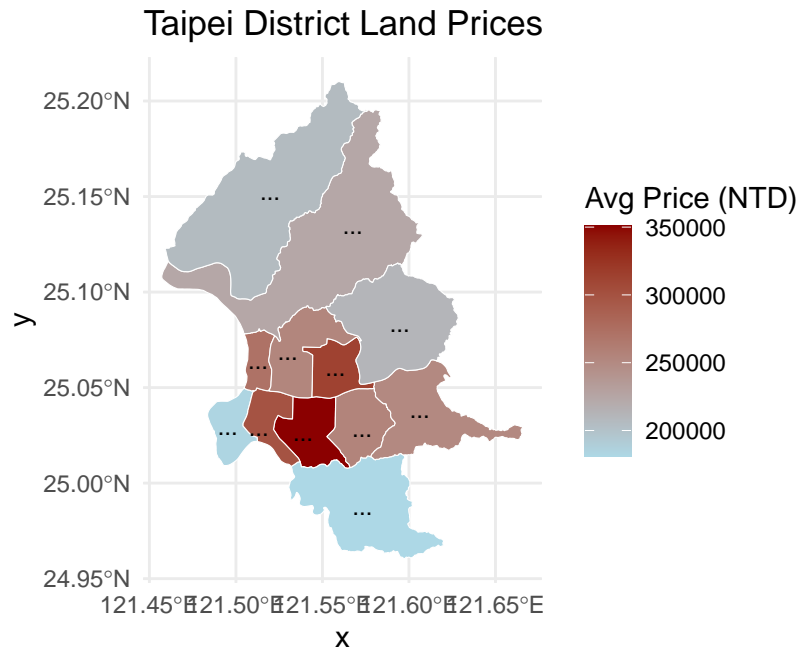 Taipei District Land Prices
25.20°N
25.15°N
25.10°N
25.05°N
25.00°N
24.95°N
y
...
...
...
...
...
...
...
...
...
...
...
...
121.45°E
121.50°E
121.55°E
121.60°E
121.65°E
x
Avg Price (NTD)
350000
300000
250000
200000